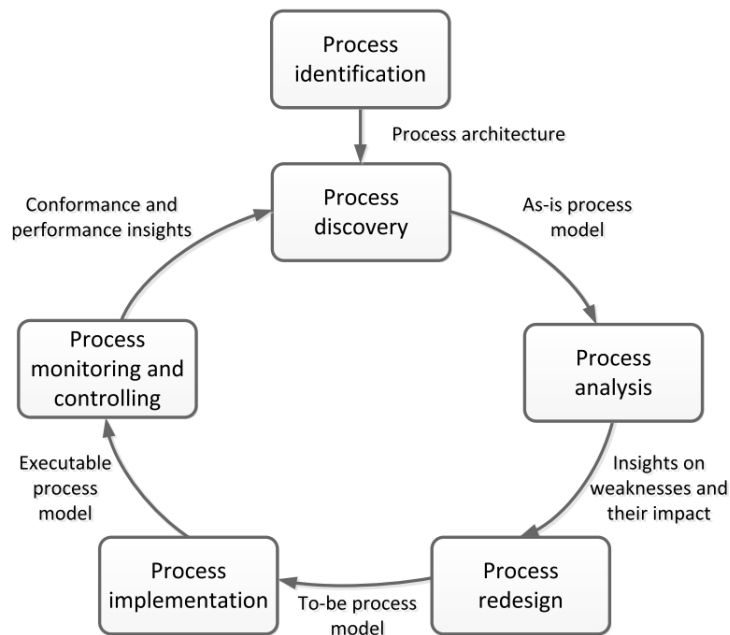 Process
identification
Process architecture
Process
discovery
As-is process
model
Process
analysis
Insights on
weaknesses and
their impact
Process
redesign
To-be process
model
Process
implementation
Executable
process
model
Process
monitoring and
controlling
Conformance and
performance insights